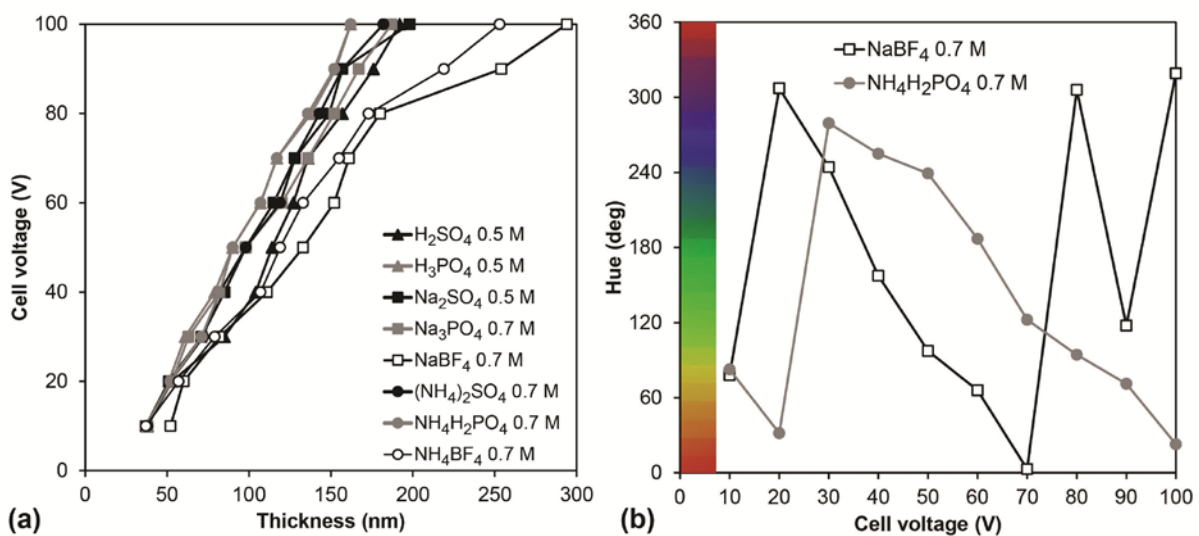 100
80
60
40
20
0
Cell voltage (V)
H₂SO₄ 0.5 M
H₃PO₄ 0.5 M
Na₂SO₄ 0.5 M
Na₃PO₄ 0.7 M
NaBF₄ 0.7 M
(NH₄)₂SO₄ 0.7 M
NH₄H₂PO₄ 0.7 M
NH₄BF₄ 0.7 M
0 50 100 150 200 250 300
(a) Thickness (nm)
360
300
240
180
120
60
0
Hue (deg)
NaBF₄ 0.7 M
NH₄H₂PO₄ 0.7 M
0 10 20 30 40 50 60 70 80 90 100
(b) Cell voltage (V)